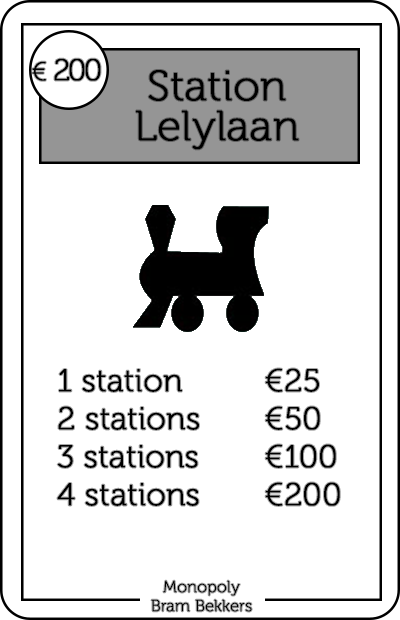 € 200
Station
Lelylaan
1 station €25
2 stations €50
3 stations €100
4 stations €200
Monopoly
Bram Bekkers